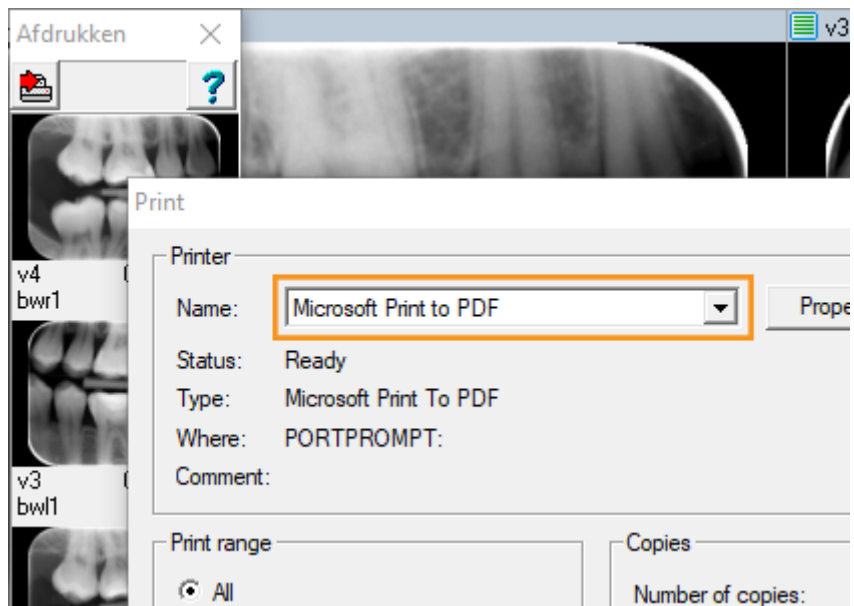 Afdrukken
v3
v4
bwr1
v3
bwl1
Print
Printer
Name: Microsoft Print to PDF
Prope
Status: Ready
Type: Microsoft Print To PDF
Where: PORTPROMPT:
Comment:
Print range
All
Copies
Number of copies: